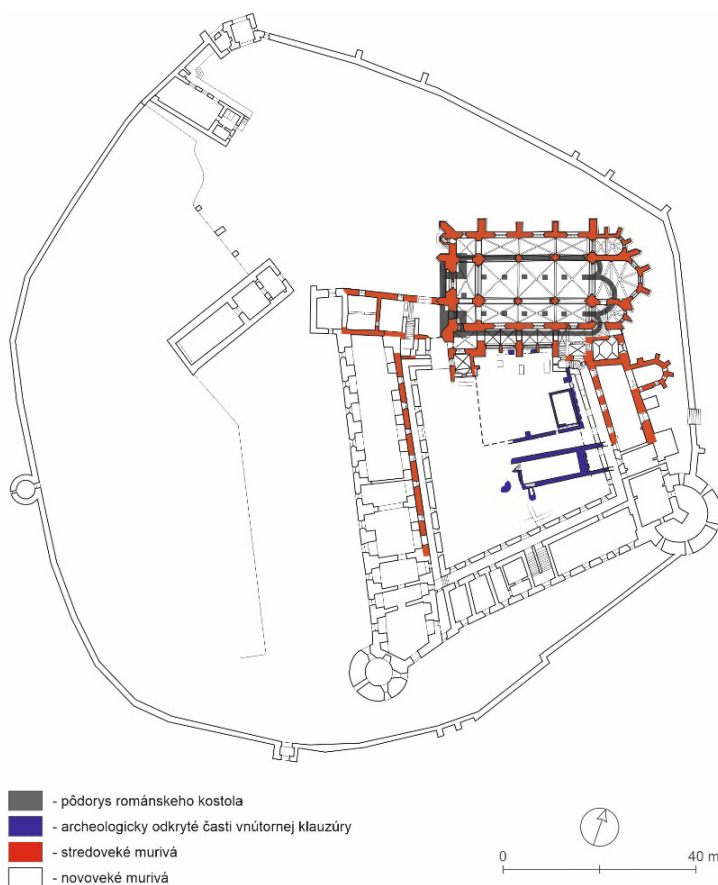 - pôdorys románskeho kostola
- archeologicky odkryté časti vnútornej klauzúry
- stredoveké murivá
- novoveké murivá
0 40 m